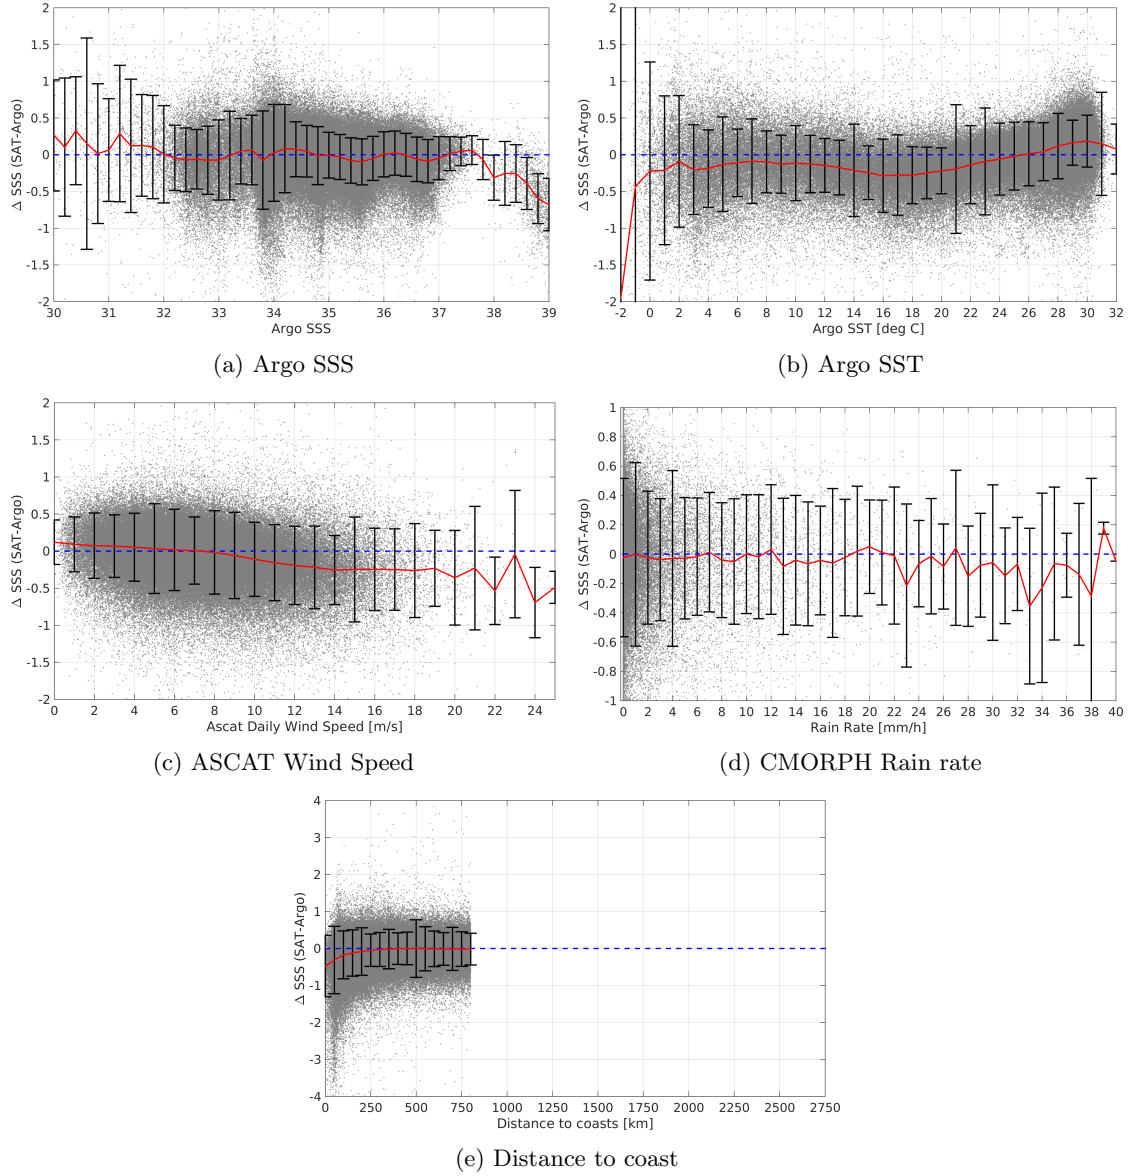 2
1.5
1
0.5
0
-0.5
-1
-1.5
-2
Δ SSS (SAT-Argo)
30 31 32 33 34 35 36 37 38 39
Argo SSS
(a) Argo SSS
2
1.5
1
0.5
0
-0.5
-1
-1.5
-2
Δ SSS (SAT-Argo)
-2 0 2 4 6 8 10 12 14 16 18 20 22 24 26 28 30 32
Argo SST [deg C]
(b) Argo SST
2
1.5
1
0.5
0
-0.5
-1
-1.5
-2
Δ SSS (SAT-Argo)
0 2 4 6 8 10 12 14 16 18 20 22 24
Ascat Daily Wind Speed [m/s]
(c) ASCAT Wind Speed
1
0.8
0.6
0.4
0.2
0
-0.2
-0.4
-0.6
-0.8
-1
Δ SSS (SAT-Argo)
0 2 4 6 8 10 12 14 16 18 20 22 24 26 28 30 32 34 36 38 40
Rain Rate [mm/h]
(d) CMORPH Rain rate
4
3
2
1
0
-1
-2
-3
-4
Δ SSS (SAT-Argo)
0 250 500 750 1000 1250 1500 1750 2000 2250 2500 2750
Distance to coasts [km]
(e) Distance to coast